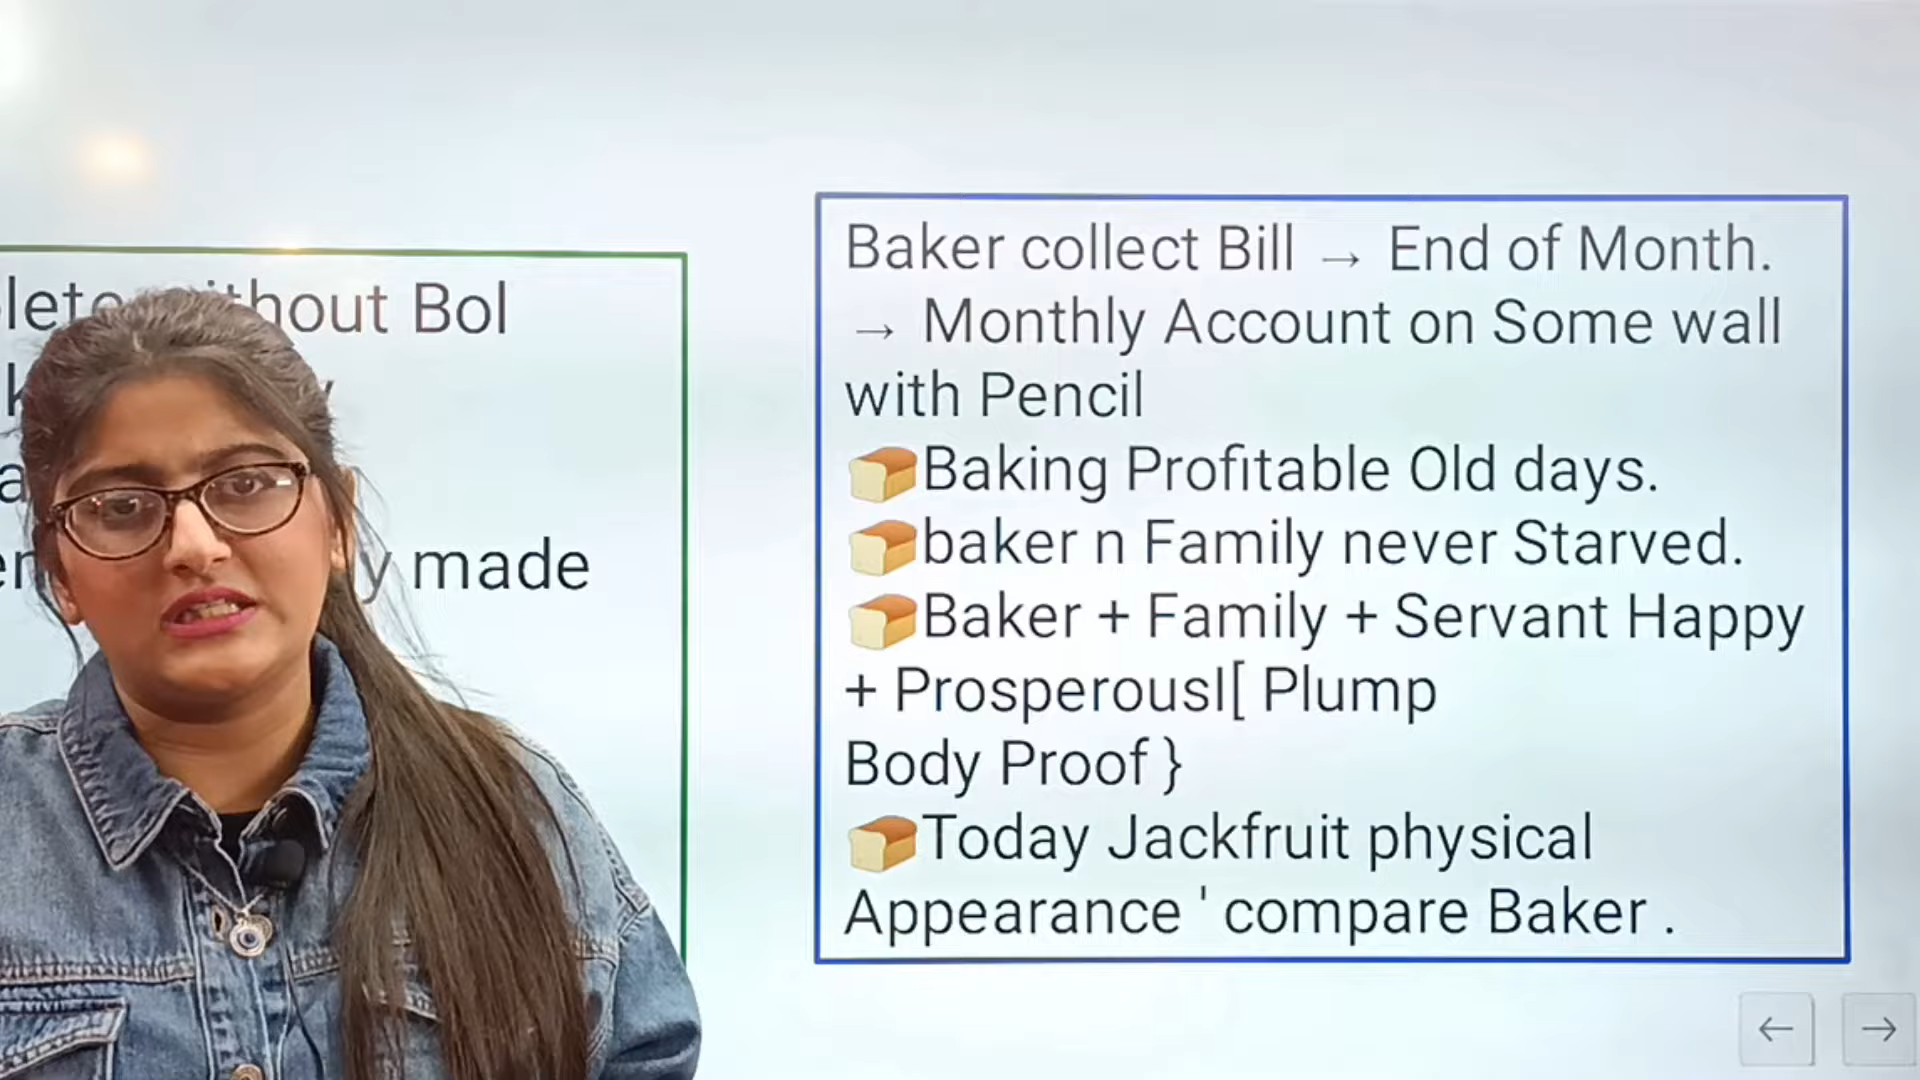 without Bol
made
Baker collect Bill → End of Month.
→ Monthly Account on Some wall
with Pencil
🍞Baking Profitable Old days.
🍞baker n Family never Starved.
🍞Baker + Family + Servant Happy
+ Prosperousl[ Plump
Body Proof }
🍞Today Jackfruit physical
Appearance ' compare Baker .